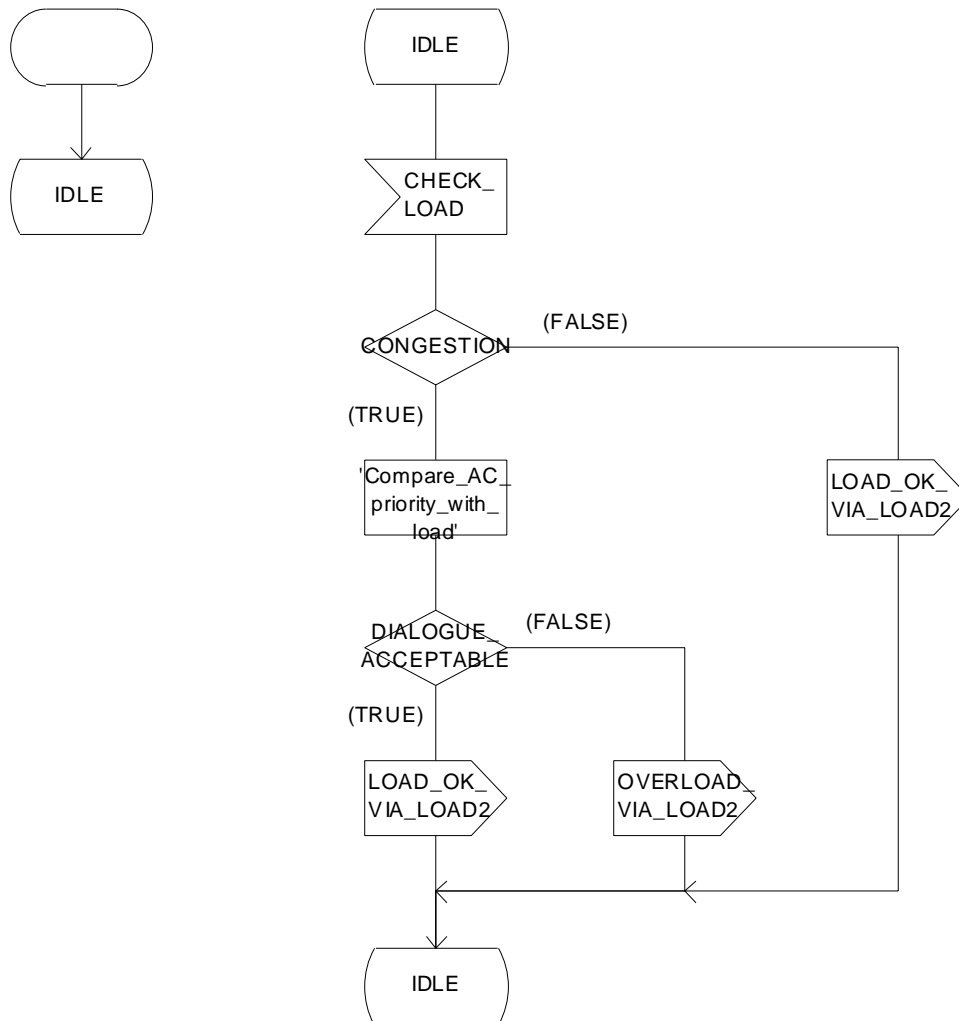 IDLE
IDLE
CHECK_
LOAD
(FALSE)
CONGESTION
(TRUE)
'Compare_AC_
priority_with_
load'
LOAD_OK_
VIA_LOAD2
(FALSE)
DIALOGUE_
ACCEPTABLE
(TRUE)
LOAD_OK_
VIA_LOAD2
OVERLOAD_
VIA_LOAD2
IDLE